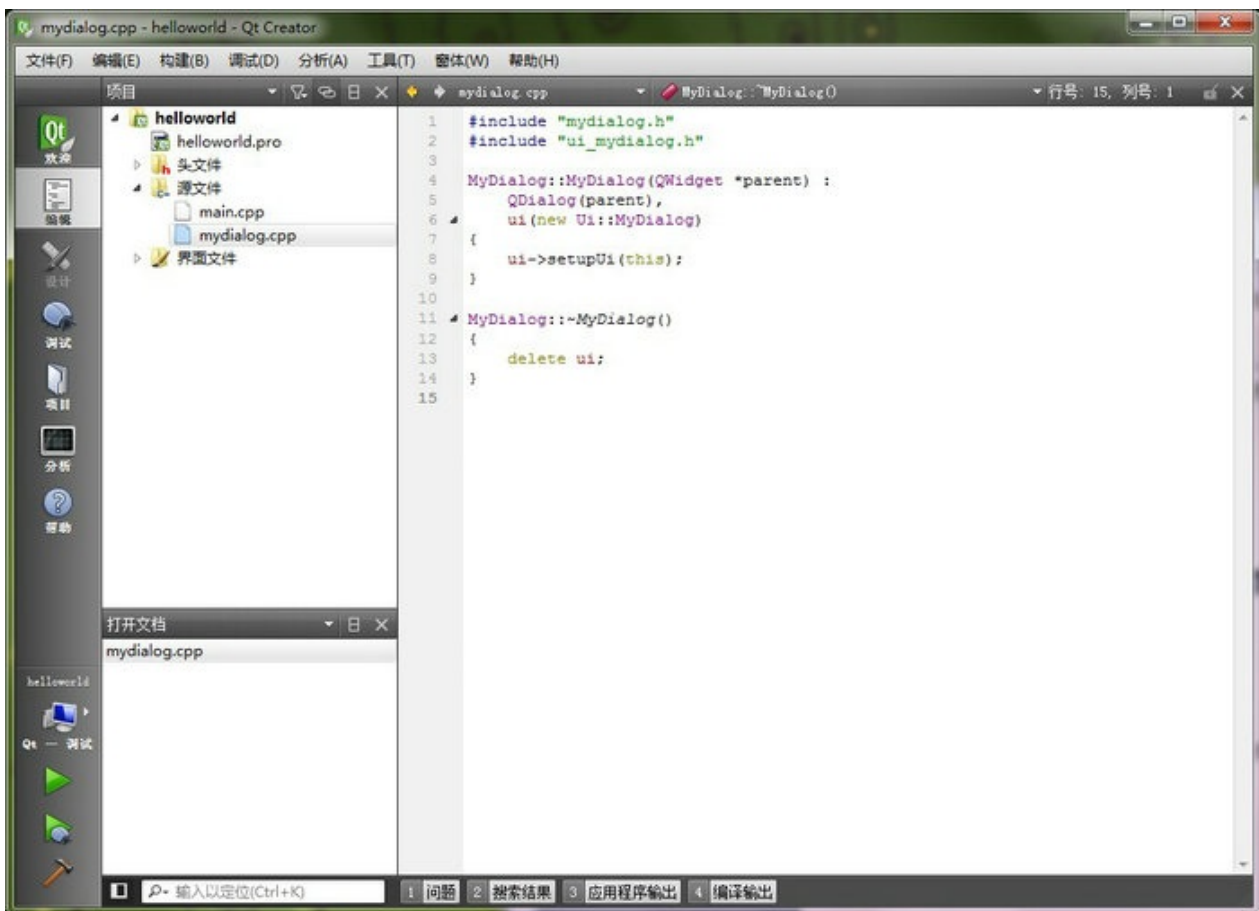 mydialog.cpp - helloworld - Qt Creator
文件(F) 编辑(E) 构建(B) 调试(D) 分析(A) 工具(T) 窗体(W) 帮助(H)
项目
mydialog.cpp
MyDialog::~MyDialog()
行号: 15, 列号: 1
Qt
欢迎
编辑
设计
调试
项目
分析
帮助
helloworld
Qt — 调试
helloworld
helloworld.pro
头文件
源文件
main.cpp
mydialog.cpp
界面文件
打开文档
mydialog.cpp
1 #include "mydialog.h"
2 #include "ui_mydialog.h"
3
4 MyDialog::MyDialog(QWidget *parent) :
5 QDialog(parent),
6 ui(new Ui::MyDialog)
7 {
8 ui->setupUi(this);
9 }
10
11 MyDialog::~MyDialog()
12 {
13 delete ui;
14 }
15
输入以定位(Ctrl+K)
1 问题 2 搜索结果 3 应用程序输出 4 编译输出